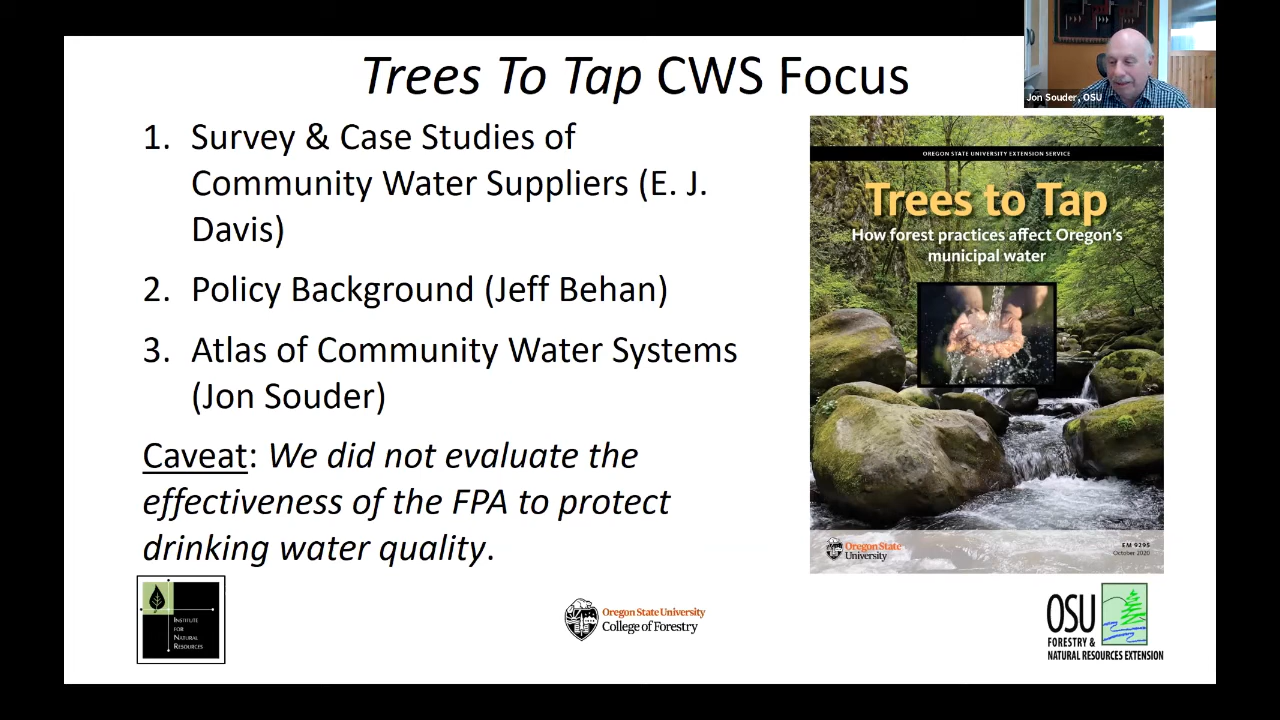 Trees To Tap CWS Focus
Jon Souder, OSU
1. Survey & Case Studies of
Community Water Suppliers (E. J.
Davis)
2. Policy Background (Jeff Behan)
3. Atlas of Community Water Systems
(Jon Souder)
Caveat: We did not evaluate the
effectiveness of the FPA to protect
drinking water quality.
OREGON STATE UNIVERSITY EXTENSION SERVICE
Trees to Tap
How forest practices affect Oregon's
municipal water
Oregon State
University
EM 9295
October 2020
INSTITUTE
FOR
NATURAL
RESOURCES
Oregon State University
College of Forestry
OSU
FORESTRY &
NATURAL RESOURCES EXTENSION